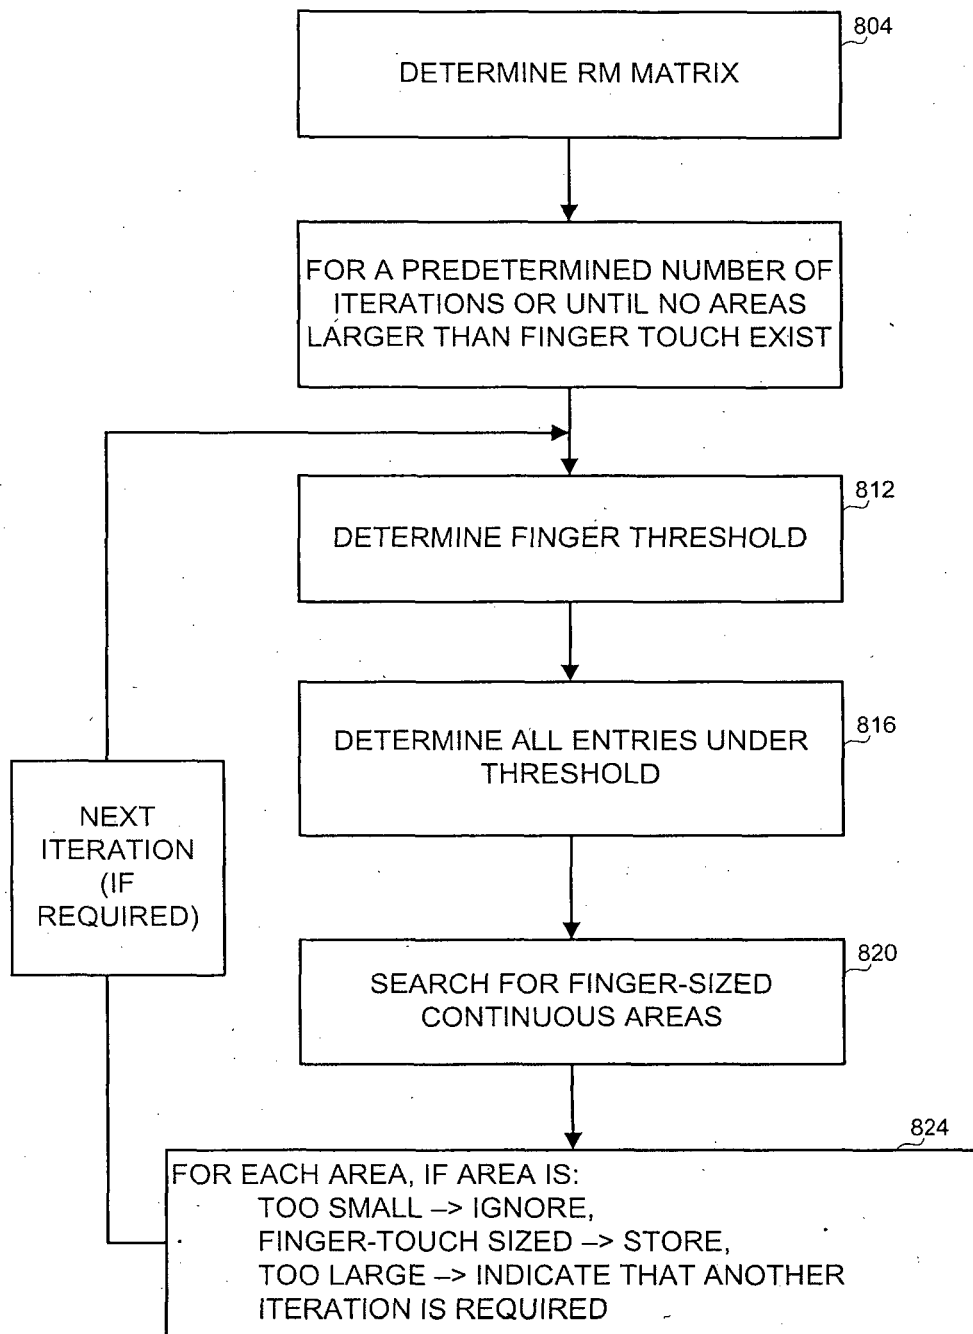 804
DETERMINE RM MATRIX
FOR A PREDETERMINED NUMBER OF
ITERATIONS OR UNTIL NO AREAS
LARGER THAN FINGER TOUCH EXIST
812
DETERMINE FINGER THRESHOLD
816
DETERMINE ALL ENTRIES UNDER
THRESHOLD
NEXT
ITERATION
(IF
REQUIRED)
820
SEARCH FOR FINGER-SIZED
CONTINUOUS AREAS
824
FOR EACH AREA, IF AREA IS:
TOO SMALL –> IGNORE,
FINGER-TOUCH SIZED –> STORE,
TOO LARGE –> INDICATE THAT ANOTHER
ITERATION IS REQUIRED